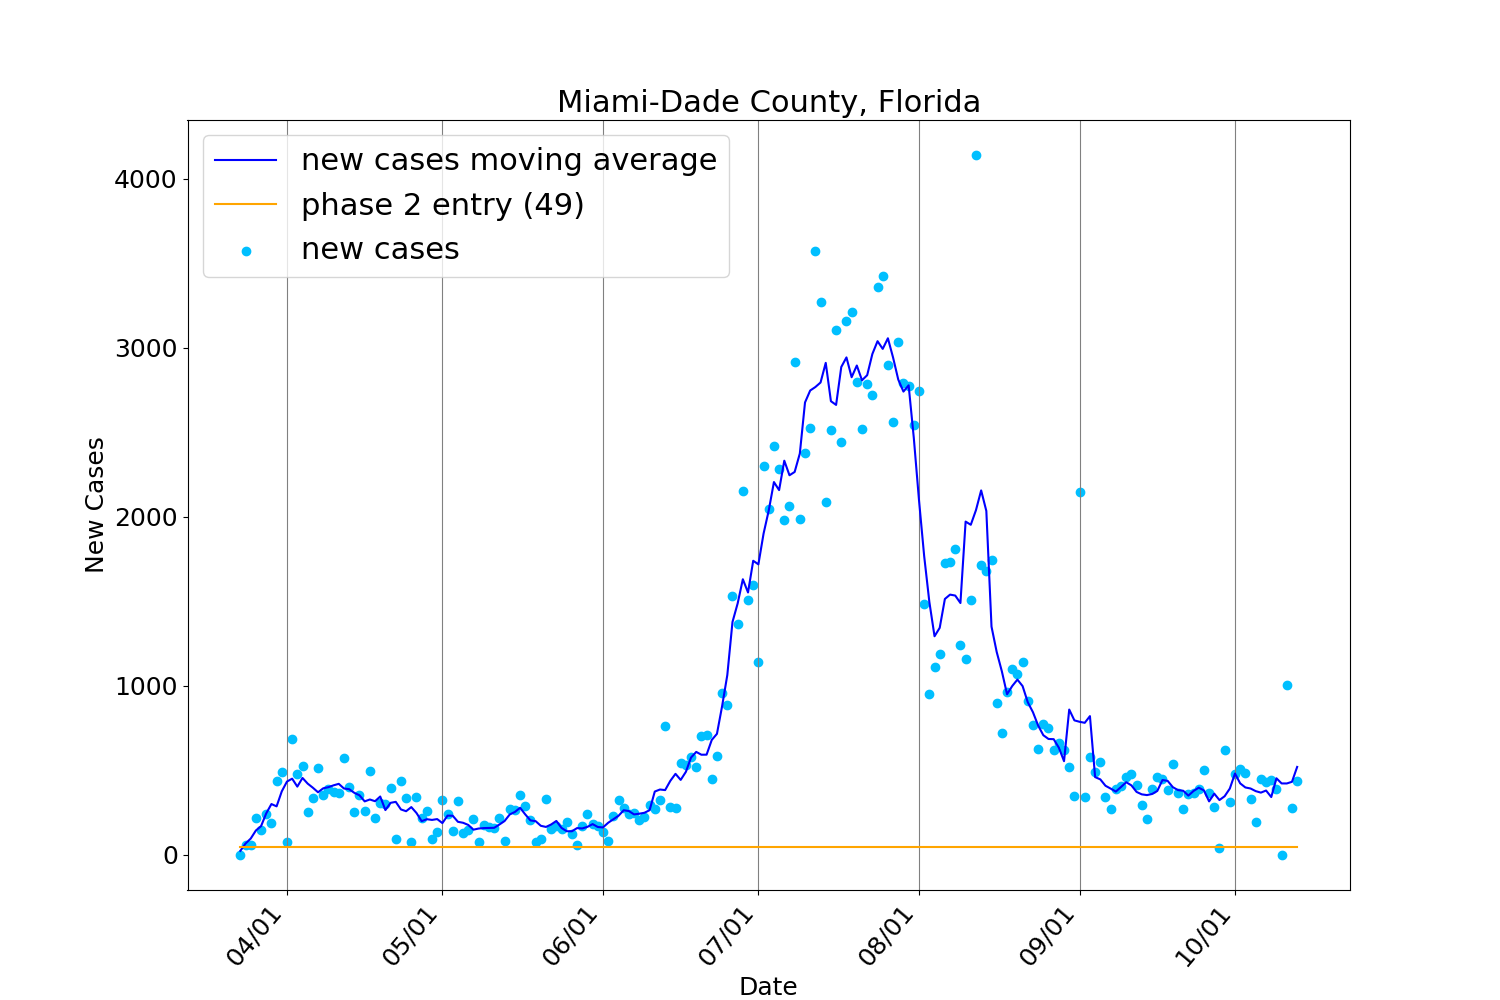 Miami-Dade County, Florida
new cases moving average
phase 2 entry (49)
new cases
4000
3000
2000
1000
0
New Cases
04/01
05/01
06/01
07/01
08/01
09/01
10/01
Date